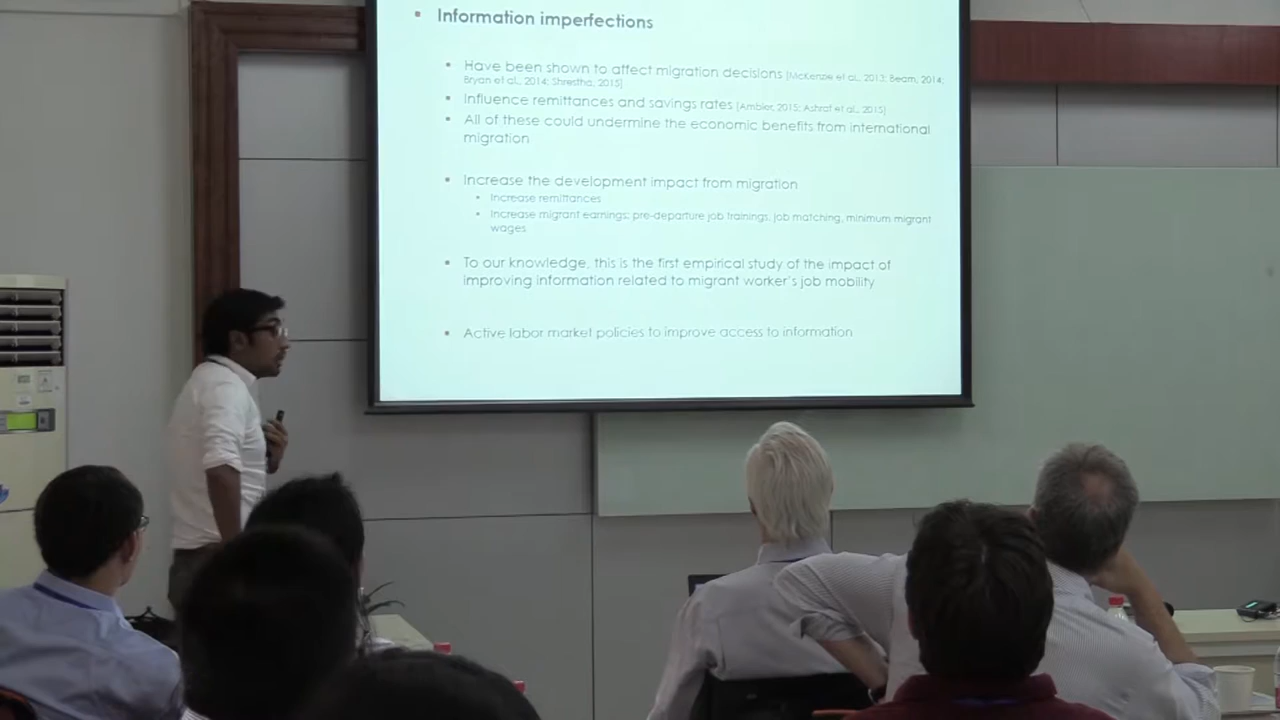 Information imperfections
Have been shown to affect migration decisions [McKenzie et al., 2013; Beam, 2014;
Bryan et al., 2014; Shrestha, 2015]
Influence remittances and savings rates [Ambler, 2015; Ashraf et al., 2015]
All of these could undermine the economic benefits from international
migration
Increase the development impact from migration
Increase remittances
Increase migrant earnings: pre-departure job trainings, job matching, minimum migrant
wages
To our knowledge, this is the first empirical study of the impact of
improving information related to migrant worker's job mobility
Active labor market policies to improve access to information